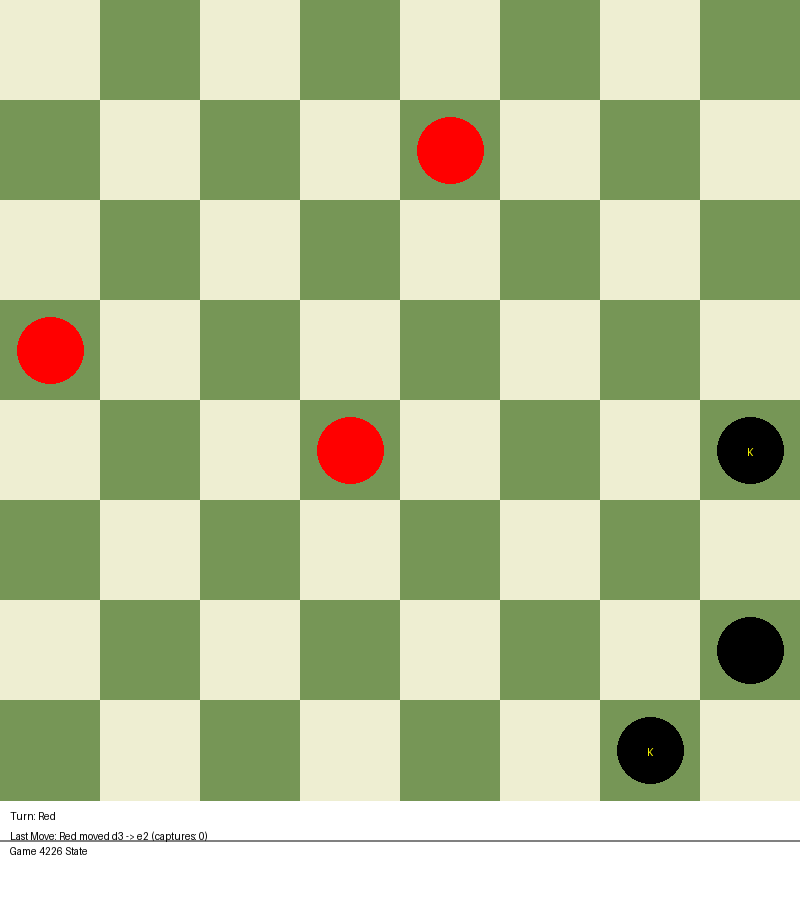 K
K
Turn: Red
Last Move: Red moved d3 -> e2 (captures: 0)
Game 4226 State